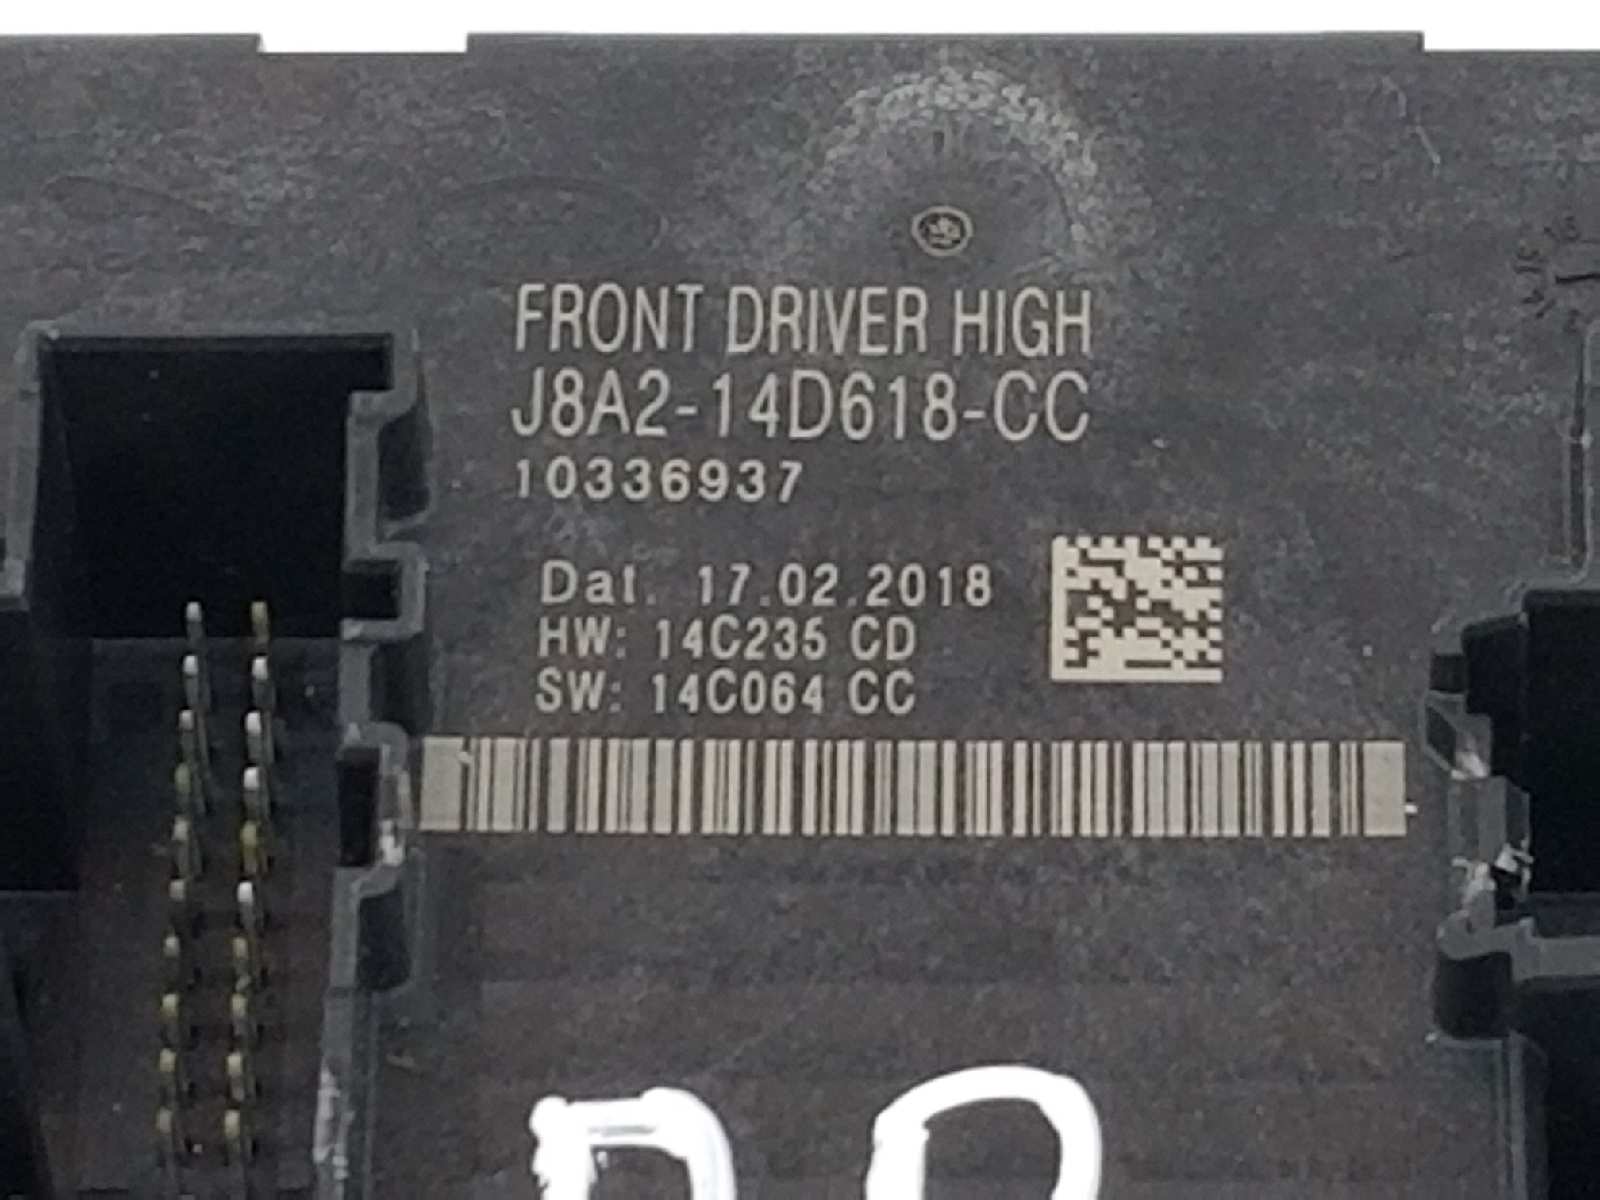 FRONT DRIVER HIGH
J8A2-14D618-CC
10336937
Dat. 17.02.2018
HW: 14C235 CD
SW: 14C064 CC